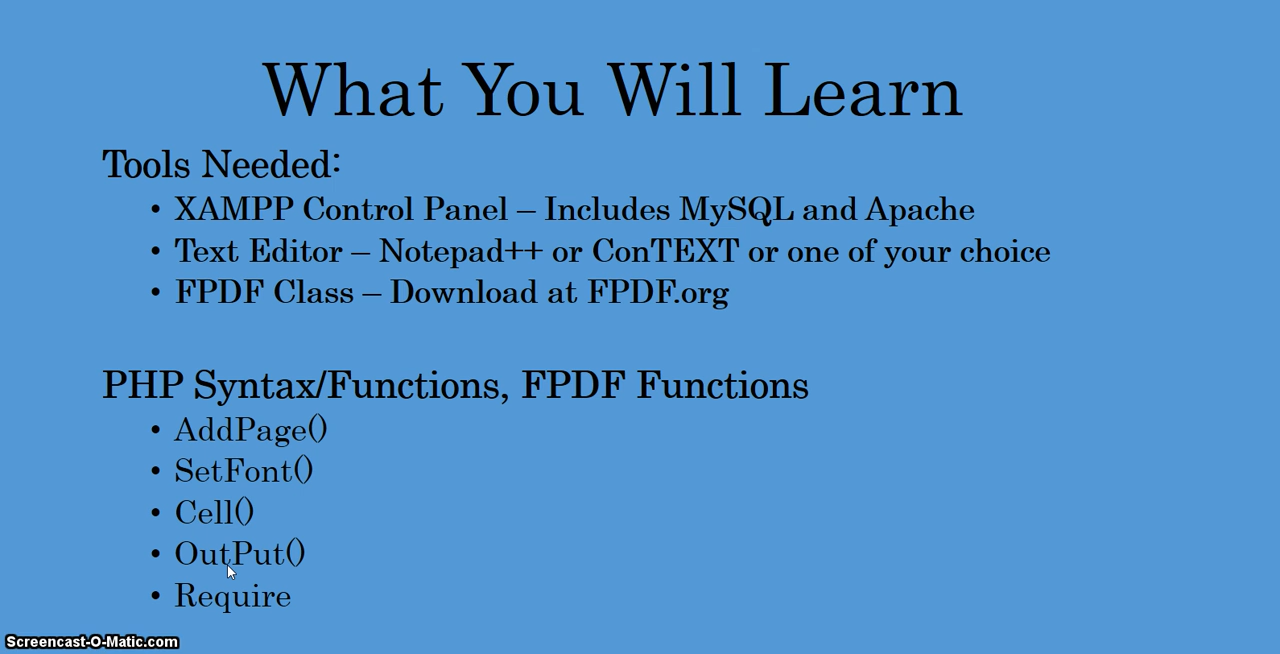 What You Will Learn
Tools Needed:
• XAMPP Control Panel – Includes MySQL and Apache
• Text Editor – Notepad++ or ConTEXT or one of your choice
• FPDF Class – Download at FPDF.org
PHP Syntax/Functions, FPDF Functions
• AddPage()
• SetFont()
• Cell()
• OutPut()
• Require
Screencast-O-Matic.com